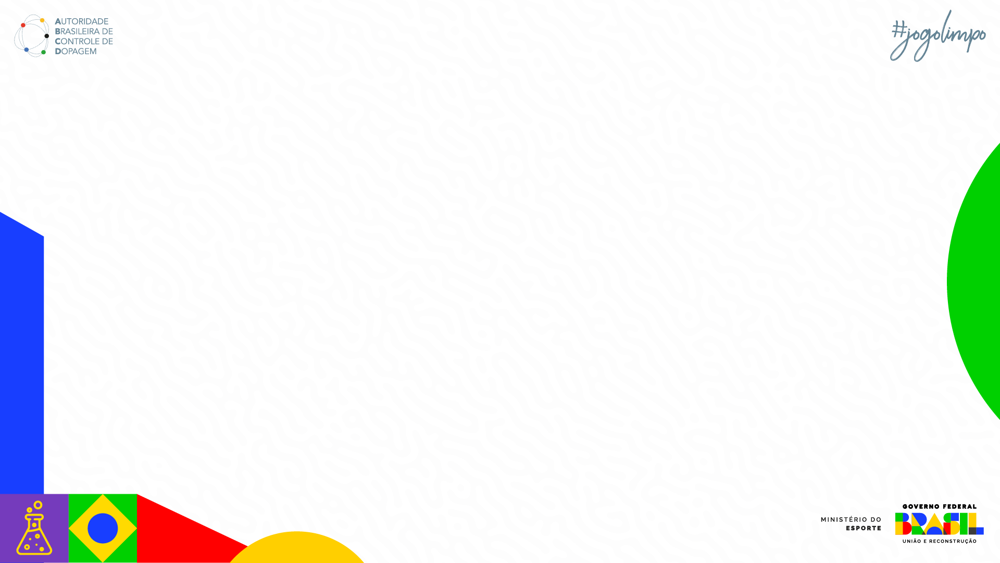 AUTORIDADE
BRASILEIRA DE
CONTROLE DE
DOPAGEM
#jogolimpo
MINISTÉRIO DO
ESPORTE
GOVERNO FEDERAL
BRASIL
UNIÃO E RECONSTRUÇÃO